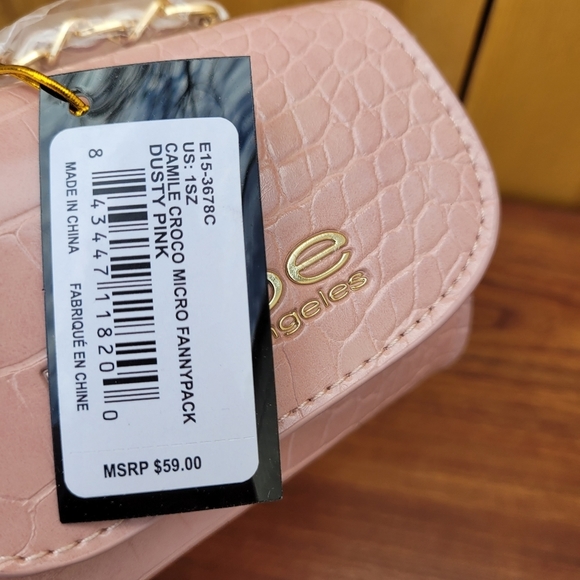 E15-3678C
US: 1SZ
CAMILE CROCO MICRO FANNYPACK
DUSTY PINK
8 43447 11820 0
MADE IN CHINA FABRIQUÉ EN CHINE
MSRP $59.00